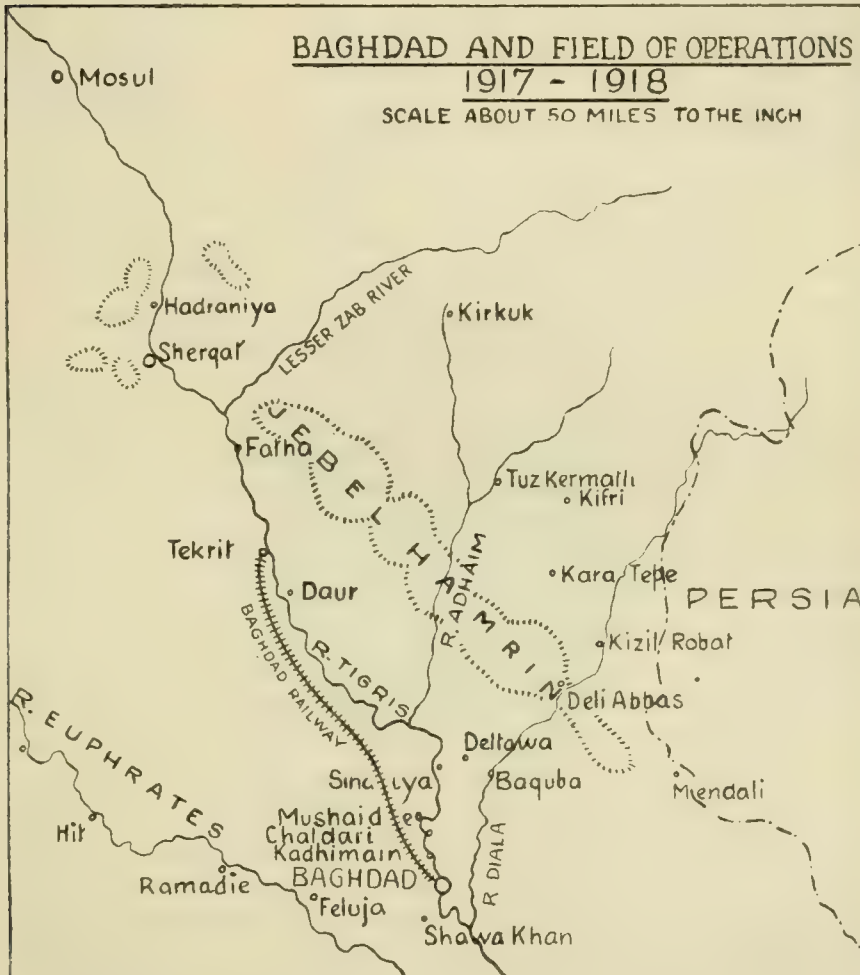 BAGHDAD AND FIELD OF OPERATIONS
1917 - 1918
SCALE ABOUT 50 MILES TO THE INCH
Mosul
Hadraniya
LESSER ZAB RIVER
Kirkuk
Sherqat
JEBEL HAMRIN
Fatha
Tuz Kermatli
Kifri
Tekrit
R. ADHAIM
Kara Tepe
Daur
PERSIA
BAGHDAD RAILWAY
R. TIGRIS
Kizil Robat
Deli Abbas
R. EUPHRATES
Deltawa
Baquba
Mendali
Hit
Chaldari
Kadhimain
Ramadie
BAGHDAD
R DIALA
Feluja
Shawa Khan